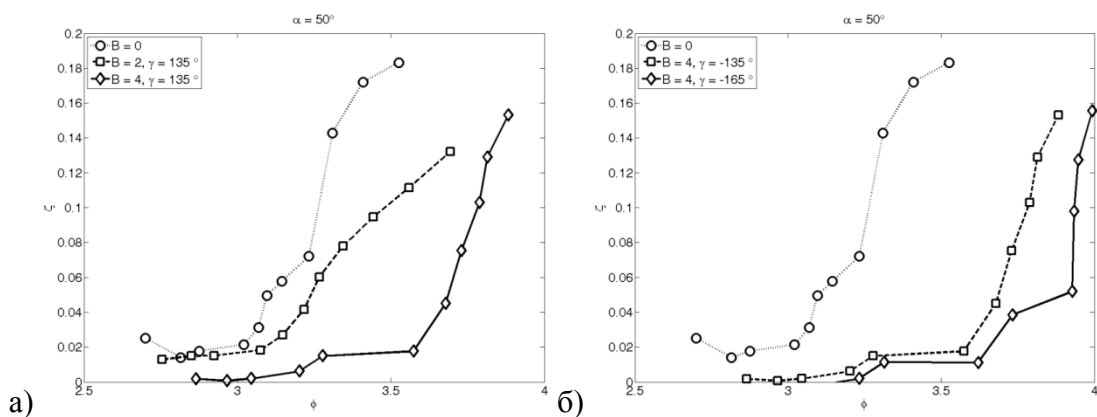 α = 50°
0.2
0.18
0.16
0.14
0.12
0.1
0.08
0.06
0.04
0.02
0
ζ
B = 0
B = 2, γ = 135 °
B = 4, γ = 135 °
2.5
3
3.5
4
ϕ
а)
α = 50°
0.2
0.18
0.16
0.14
0.12
0.1
0.08
0.06
0.04
0.02
0
ζ
B = 0
B = 4, γ = -135 °
B = 4, γ = -165 °
2.5
3
3.5
4
ϕ
б)